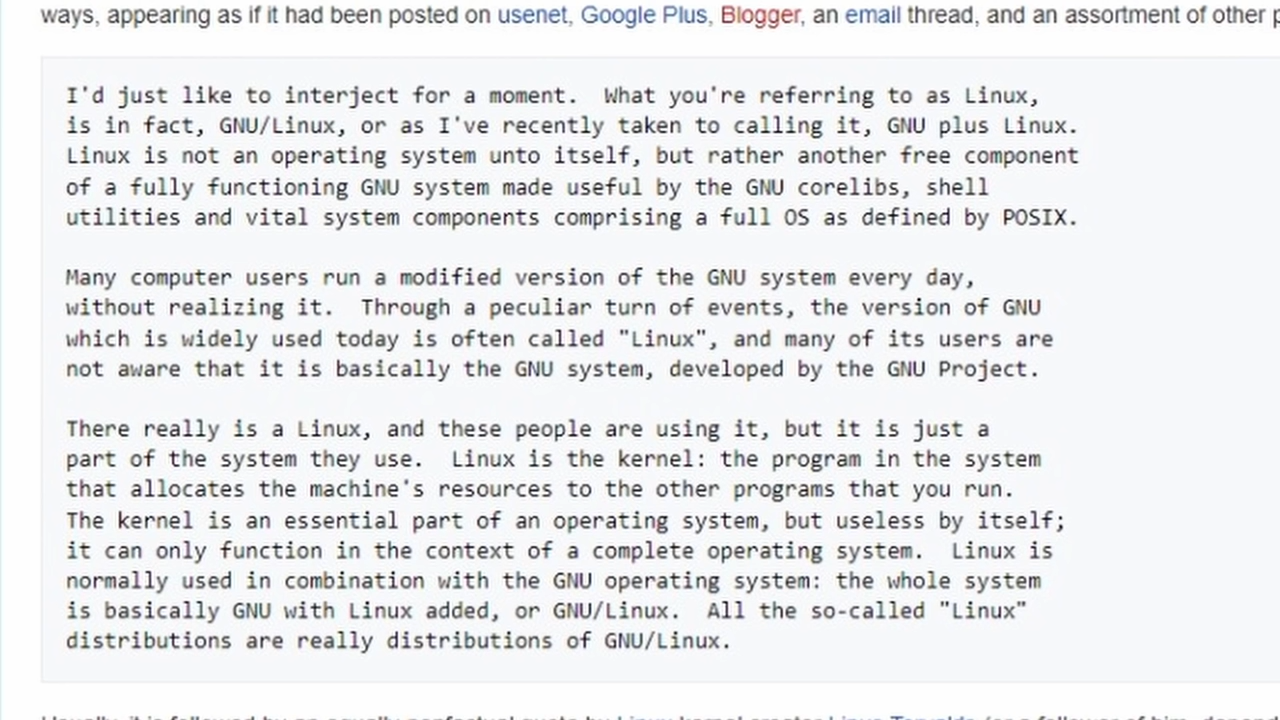 ways, appearing as if it had been posted on usenet, Google Plus, Blogger, an email thread, and an assortment of other
I'd just like to interject for a moment.  What you're referring to as Linux,
is in fact, GNU/Linux, or as I've recently taken to calling it, GNU plus Linux.
Linux is not an operating system unto itself, but rather another free component
of a fully functioning GNU system made useful by the GNU corelibs, shell
utilities and vital system components comprising a full OS as defined by POSIX.
Many computer users run a modified version of the GNU system every day,
without realizing it.  Through a peculiar turn of events, the version of GNU
which is widely used today is often called "Linux", and many of its users are
not aware that it is basically the GNU system, developed by the GNU Project.
There really is a Linux, and these people are using it, but it is just a
part of the system they use.  Linux is the kernel: the program in the system
that allocates the machine's resources to the other programs that you run.
The kernel is an essential part of an operating system, but useless by itself;
it can only function in the context of a complete operating system.  Linux is
normally used in combination with the GNU operating system: the whole system
is basically GNU with Linux added, or GNU/Linux.  All the so-called "Linux"
distributions are really distributions of GNU/Linux.